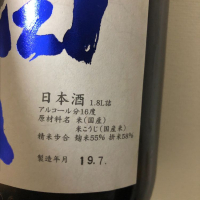 日本酒 1.8L詰
アルコール分16度
原材料名 米(国産)
米こうじ(国産米)
精米歩合 麹米55% 掛米58%
製造年月 19.7.